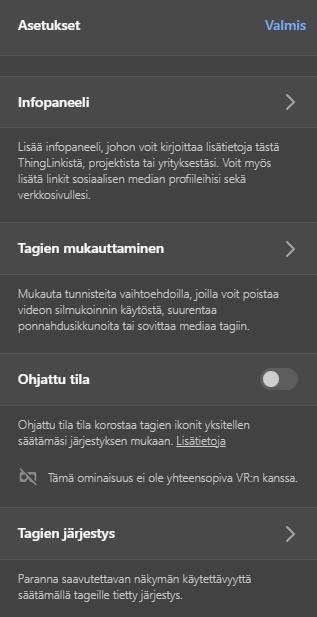 Asetukset Valmis
Infopaneeli
Lisää infopaneeli, johon voit kirjoittaa lisätietoja tästä
ThingLinkistä, projektista tai yrityksestäsi. Voit myös
lisätä linkit sosiaalisen median profiileihisi sekä
verkkosivullesi.
Tagien mukauttaminen
Mukauta tunnisteita vaihtoehdoilla, joilla voit poistaa
videon silmukoinnin käytöstä, suurentaa
ponnahdusikkunoita tai sovittaa mediaa tagiin.
Ohjattu tila
Ohjattu tila tila korostaa tagien ikonit yksitellen
säätämäsi järjestyksen mukaan. Lisätietoja
Tämä ominaisuus ei ole yhteensopiva VR:n kanssa.
Tagien järjestys
Paranna saavutettavan näkymän käytettävyyttä
säätämällä tageille tietty järjestys.